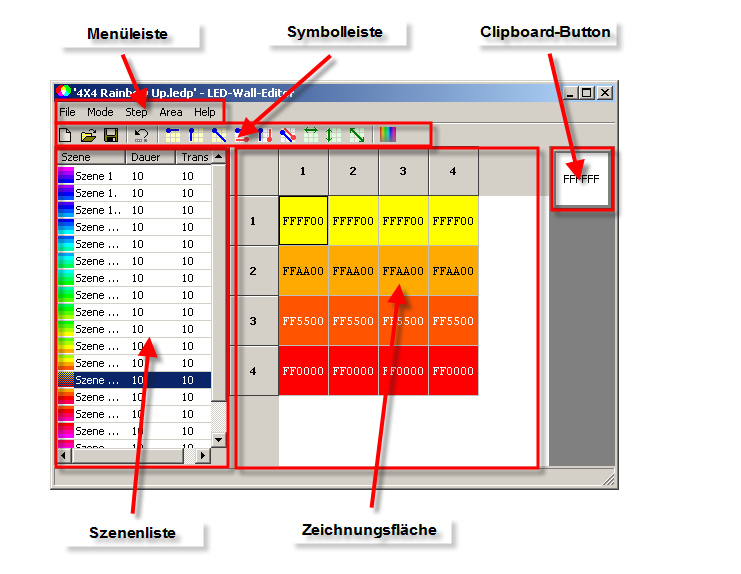 Menüleiste
Symbolleiste
Clipboard-Button
'4X4 Rainbow Up.ledp' - LED-Wall-Editor
File Mode Step Area Help
Szene Dauer Trans
Szene 1 10 10
Szene 1. 10 10
Szene 1.. 10 10
Szene ... 10 10
Szene ... 10 10
Szene ... 10 10
Szene ... 10 10
Szene ... 10 10
Szene ... 10 10
Szene ... 10 10
Szene ... 10 10
Szene ... 10 10
Szene ... 10 10
Szene ... 10 10
Szene ... 10 10
Szene ... 10 10
Szene ... 10 10
1 2 3 4
1 FFFF00 FFFF00 FFFF00 FFFF00
2 FFAA00 FFAA00 FFAA00 FFAA00
3 FF5500 FF5500 FF5500 FF5500
4 FF0000 FF0000 FF0000 FF0000
FFFFFF
Szenenliste
Zeichnungsfläche